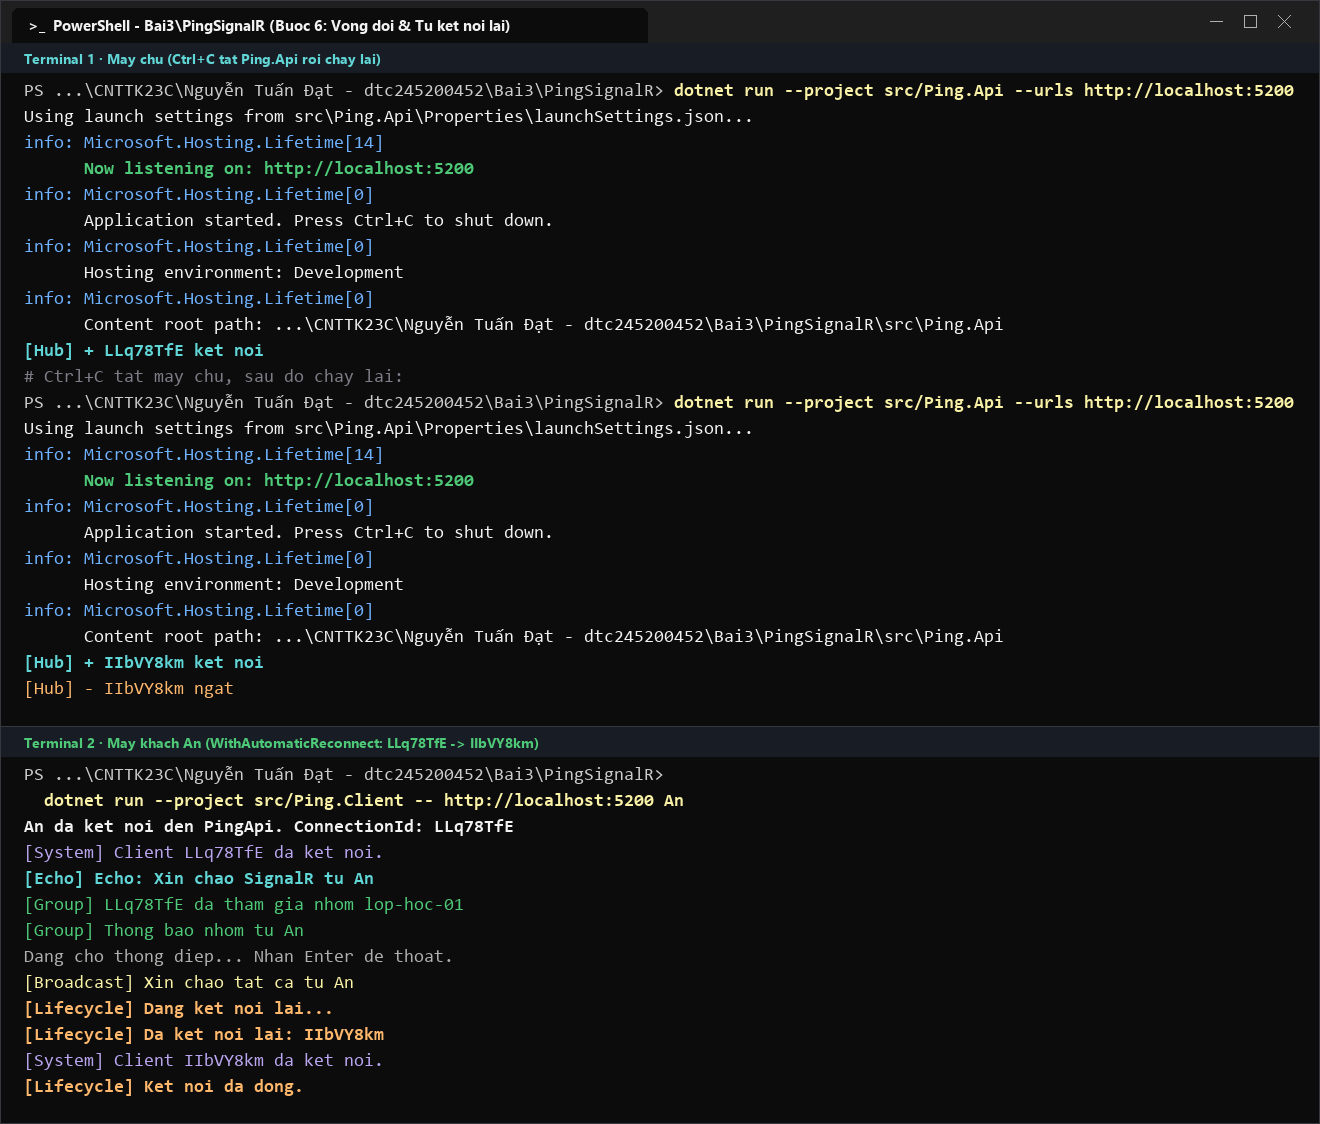 >_ PowerShell - Bai3\PingSignalR (Buoc 6: Vong doi & Tu ket noi lai)
Terminal 1 · May chu (Ctrl+C tat Ping.Api roi chay lai)
PS ...\CNTTK23C\Nguyễn Tuấn Đạt - dtc245200452\Bai3\PingSignalR> dotnet run --project src/Ping.Api --urls http://localhost:5200
Using launch settings from src\Ping.Api\Properties\launchSettings.json...
info: Microsoft.Hosting.Lifetime[14]
Now listening on: http://localhost:5200
info: Microsoft.Hosting.Lifetime[0]
Application started. Press Ctrl+C to shut down.
info: Microsoft.Hosting.Lifetime[0]
Hosting environment: Development
info: Microsoft.Hosting.Lifetime[0]
Content root path: ...\CNTTK23C\Nguyễn Tuấn Đạt - dtc245200452\Bai3\PingSignalR\src\Ping.Api
[Hub] + LLq78TfE ket noi
# Ctrl+C tat may chu, sau do chay lai:
PS ...\CNTTK23C\Nguyễn Tuấn Đạt - dtc245200452\Bai3\PingSignalR> dotnet run --project src/Ping.Api --urls http://localhost:5200
Using launch settings from src\Ping.Api\Properties\launchSettings.json...
info: Microsoft.Hosting.Lifetime[14]
Now listening on: http://localhost:5200
info: Microsoft.Hosting.Lifetime[0]
Application started. Press Ctrl+C to shut down.
info: Microsoft.Hosting.Lifetime[0]
Hosting environment: Development
info: Microsoft.Hosting.Lifetime[0]
Content root path: ...\CNTTK23C\Nguyễn Tuấn Đạt - dtc245200452\Bai3\PingSignalR\src\Ping.Api
[Hub] + IIbVY8km ket noi
[Hub] - IIbVY8km ngat
Terminal 2 · May khach An (WithAutomaticReconnect: LLq78TfE -> IIbVY8km)
PS ...\CNTTK23C\Nguyễn Tuấn Đạt - dtc245200452\Bai3\PingSignalR>
dotnet run --project src/Ping.Client -- http://localhost:5200 An
An da ket noi den PingApi. ConnectionId: LLq78TfE
[System] Client LLq78TfE da ket noi.
[Echo] Echo: Xin chao SignalR tu An
[Group] LLq78TfE da tham gia nhom lop-hoc-01
[Group] Thong bao nhom tu An
Dang cho thong diep... Nhan Enter de thoat.
[Broadcast] Xin chao tat ca tu An
[Lifecycle] Dang ket noi lai...
[Lifecycle] Da ket noi lai: IIbVY8km
[System] Client IIbVY8km da ket noi.
[Lifecycle] Ket noi da dong.